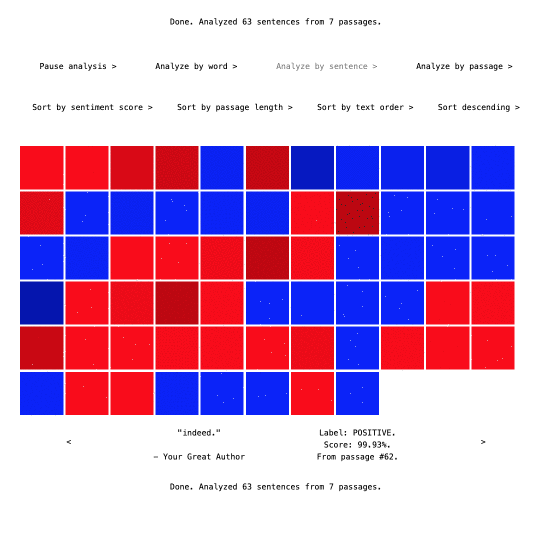 Done. Analyzed 63 sentences from 7 passages.
Pause analysis >
Analyze by word >
Analyze by sentence >
Analyze by passage >
Sort by sentiment score >
Sort by passage length >
Sort by text order >
Sort descending >
"indeed."
Label: POSITIVE.
<
Score: 99.93%.
>
— Your Great Author
From passage #62.
Done. Analyzed 63 sentences from 7 passages.